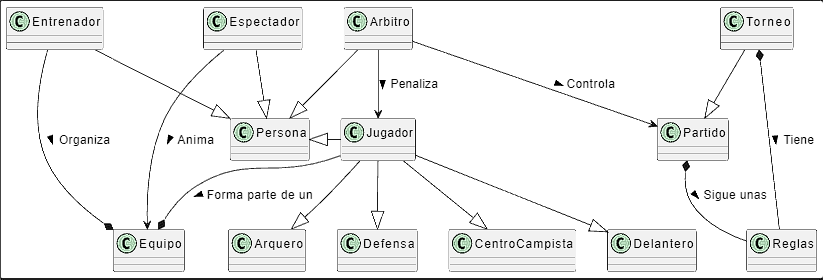 C Entrenador
C Espectador
C Arbitro
C Torneo
Penaliza
Controla
C Persona
C Jugador
C Partido
Organiza
Anima
Tiene
Forma parte de un
Sigue unas
C Equipo
C Arquero
C Defensa
C CentroCampista
C Delantero
C Reglas